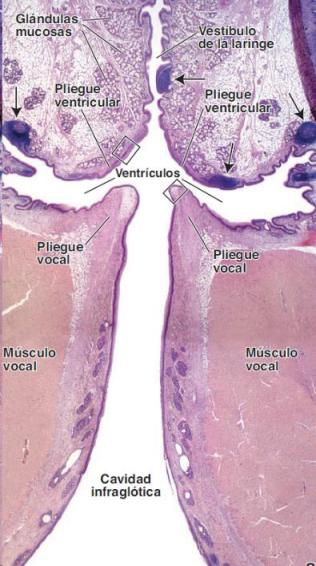 Glándulas
mucosas
Vestíbulo
de la laringe
Pliegue
ventricular
Pliegue
ventricular
Ventrículos
Pliegue
vocal
Pliegue
vocal
Músculo
vocal
Músculo
vocal
Cavidad
infraglótica